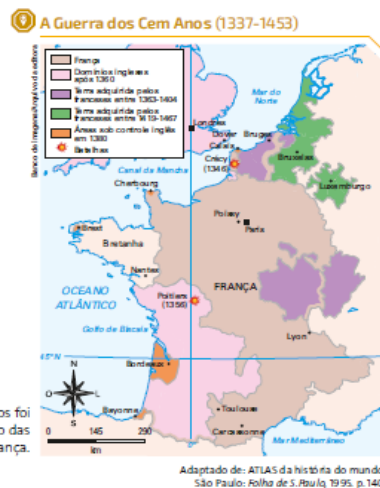 A Guerra dos Cem Anos (1337-1453)
Banco de imagens/Arquivo da editora
França
Domínios ingleses
após 1360
Terra adquirida pelos
franceses entre 1363-1404
Terra adquirida pelos
franceses entre 1419-1467
Áreas sob controle inglês
em 1380
Batalhas
Mar do
Norte
Londres
Dover
Bruges
Calais
Crécy
(1346)
Bruxelas
Luxemburgo
Canal da Mancha
Cherbourg
Poissy
Paris
Brest
Bretanha
Nantes
FRANÇA
OCEANO
ATLÂNTICO
Poitiers
(1356)
Golfo de Biscaia
Lyon
45°N
Bordeaux
N
O
L
S
Bayonne
Toulouse
Carcassonne
Mar Mediterrâneo
0 145 290
km
os foi
o das
ança.
Adaptado de: ATLAS da história do mundo
São Paulo: Folha de S.Paulo, 1995. p. 140